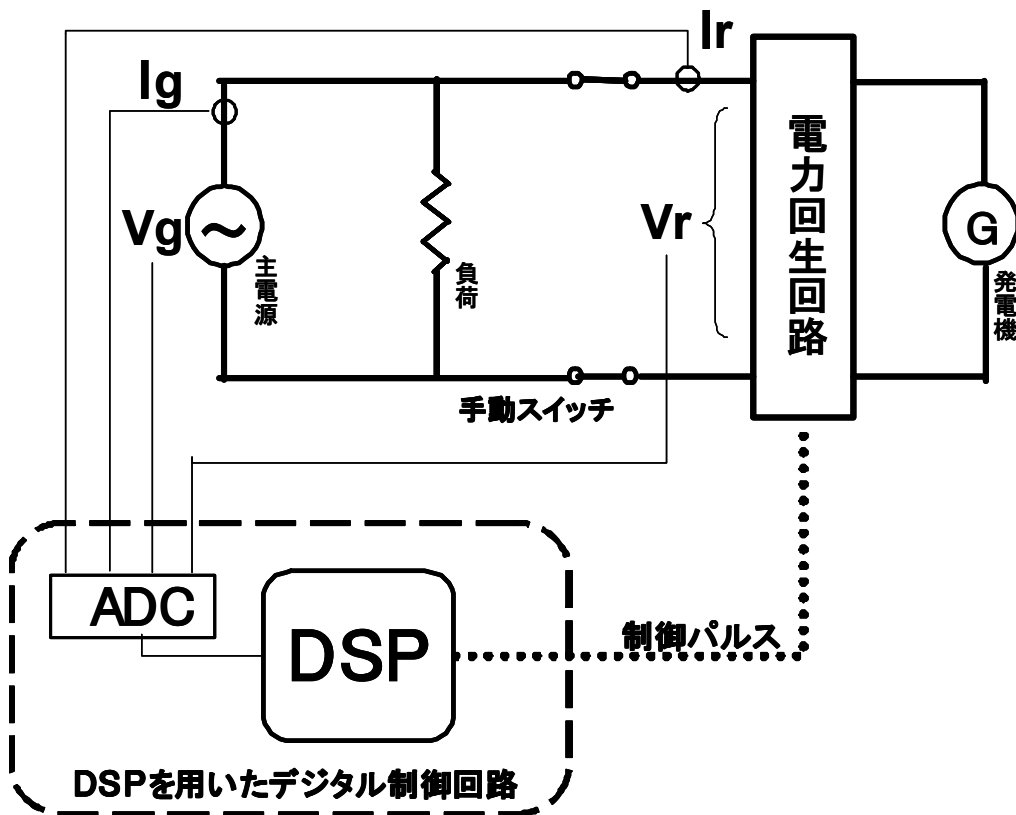 Ir
Ig
電力回生回路
Vg
~
主電源
負荷
Vr
G
発電機
手動スイッチ
ADC
DSP
制御パルス
DSPを用いたデジタル制御回路